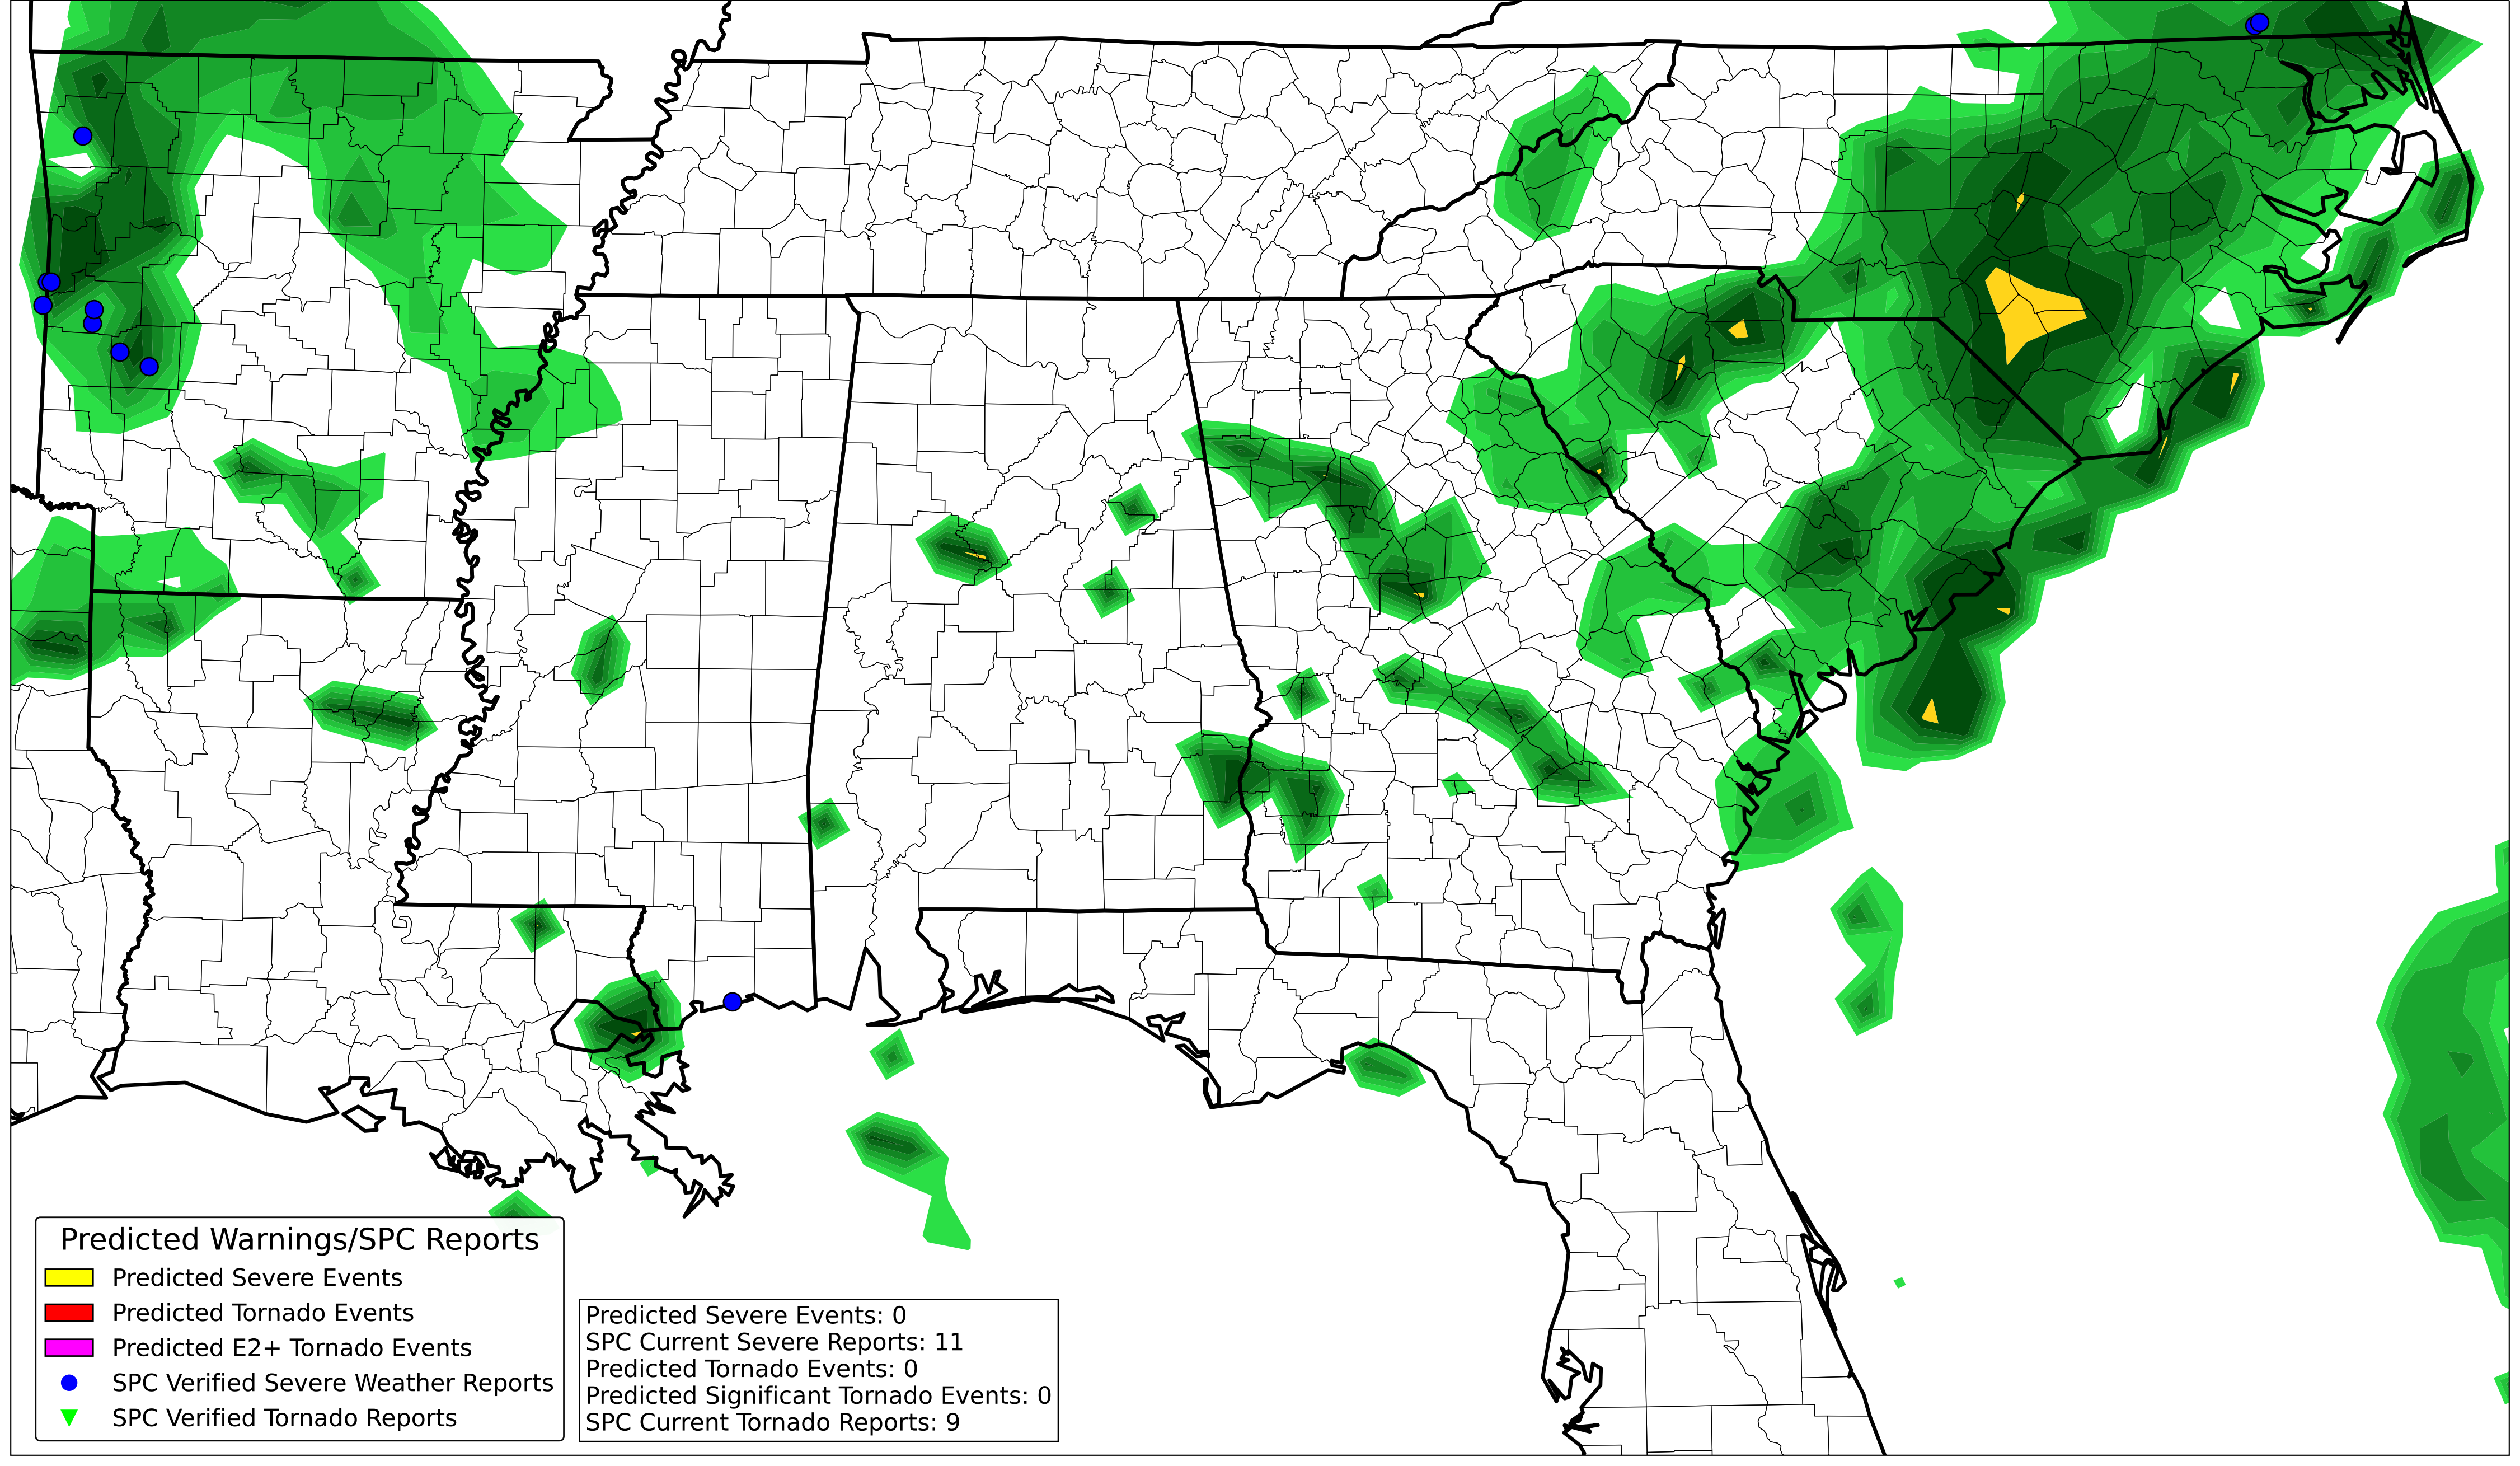 Predicted Warnings/SPC Reports
Predicted Severe Events
Predicted Tornado Events
Predicted E2+ Tornado Events
SPC Verified Severe Weather Reports
SPC Verified Tornado Reports
Predicted Severe Events: 0
SPC Current Severe Reports: 11
Predicted Tornado Events: 0
Predicted Significant Tornado Events: 0
SPC Current Tornado Reports: 9